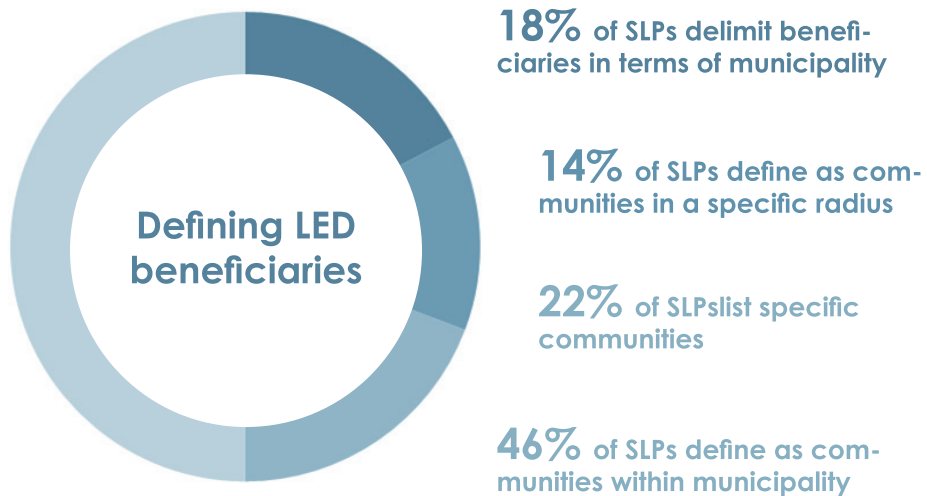 Defining LED
beneficiaries
18% of SLPs delimit benefi-
ciaries in terms of municipality
14% of SLPs define as com-
munities in a specific radius
22% of SLPslist specific
communities
46% of SLPs define as com-
munities within municipality